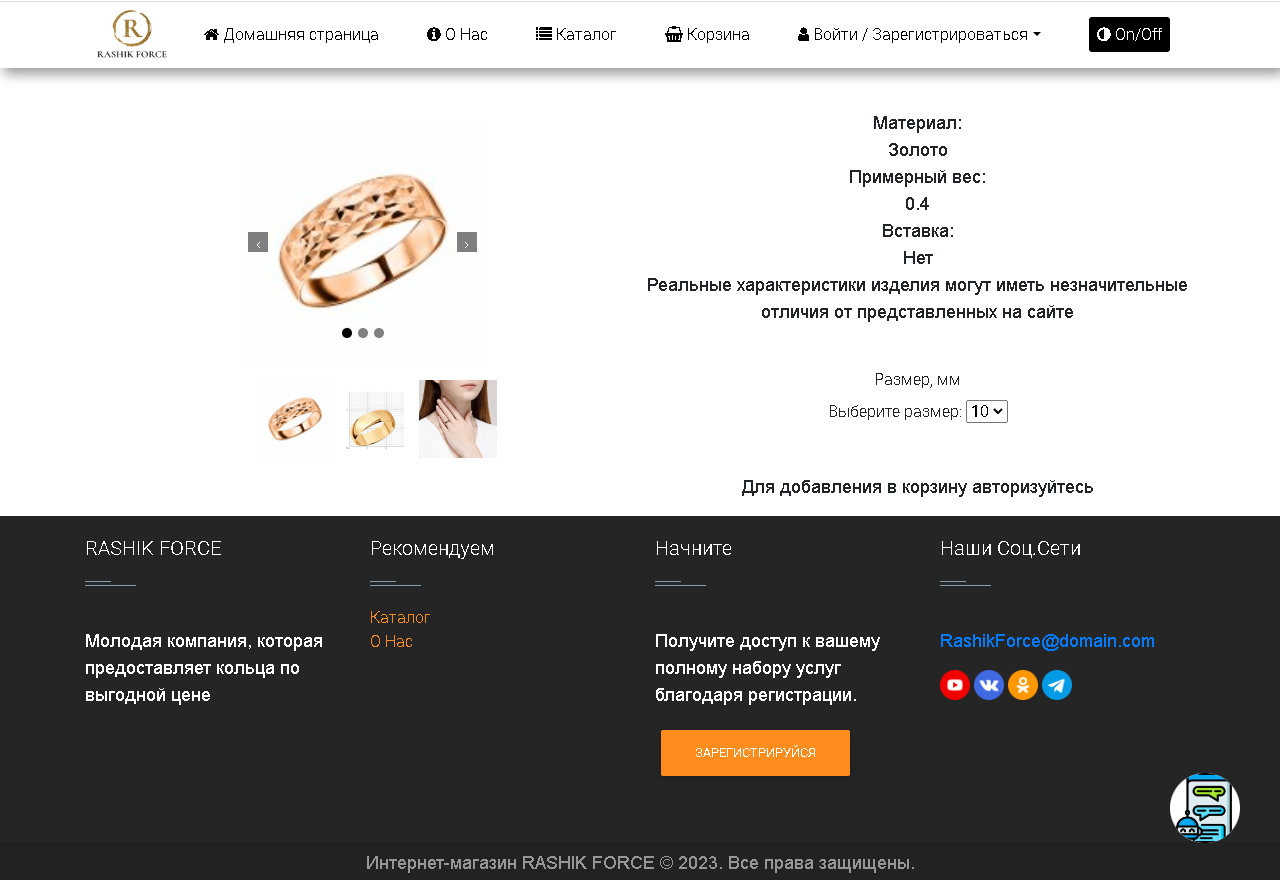 R
RASHIK FORCE
Домашняя страница
О Нас
Каталог
Корзина
Войти / Зарегистрироваться
On/Off
Материал:
Золото
Примерный вес:
0.4
Вставка:
Нет
Реальные характеристики изделия могут иметь незначительные
отличия от представленных на сайте
Размер, мм
Выберите размер: 10
Для добавления в корзину авторизуйтесь
RASHIK FORCE
Молодая компания, которая
предоставляет кольца по
выгодной цене
Рекомендуем
Каталог
О Нас
Начните
Получите доступ к вашему
полному набору услуг
благодаря регистрации.
ЗАРЕГИСТРИРУЙСЯ
Наши Соц.Сети
RashikForce@domain.com
Интернет-магазин RASHIK FORCE © 2023. Все права защищены.